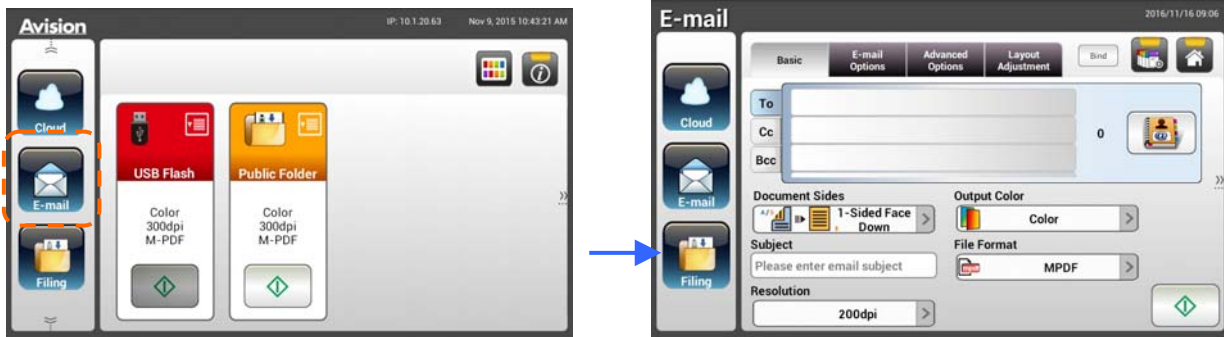 Avision
IP: 10.1.20.63
Nov 9, 2015 10:43:21 AM
Cloud
E-mail
Filing
USB Flash
Color
300dpi
M-PDF
Public Folder
Color
300dpi
M-PDF
E-mail
2016/11/16 09:06
Cloud
E-mail
Filing
Basic
E-mail
Options
Advanced
Options
Layout
Adjustment
Bind
To
Cc
Bcc
0
Document Sides
1-Sided Face
Down
Output Color
Color
Subject
Please enter email subject
File Format
MPDF
Resolution
200dpi